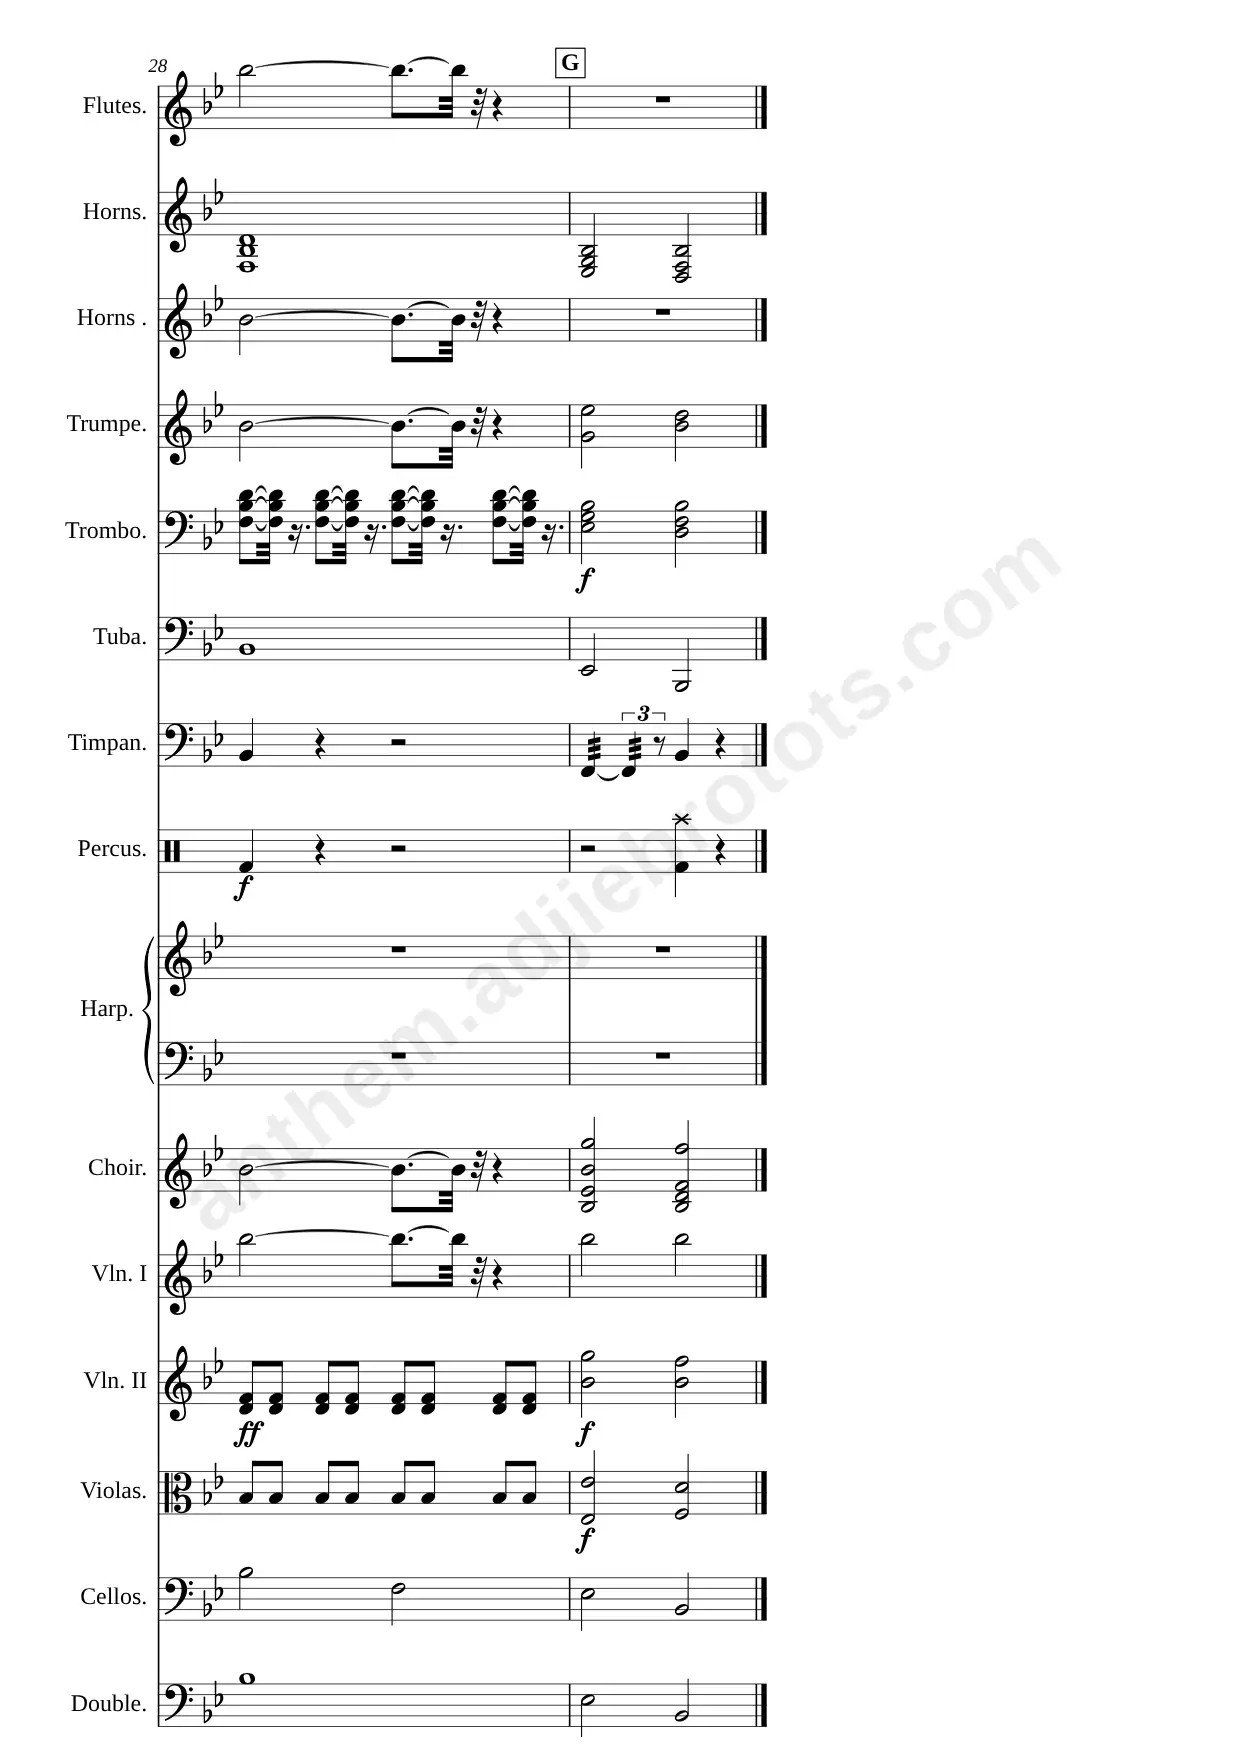 28
G
Flutes.
Horns.
Horns .
Trumpe.
Trombo.
f
Tuba.
3
Timpan.
Percus.
f
Harp.
Choir.
Vln. I
Vln. II
ff f
Violas.
f
Cellos.
Double.
anthem.adjiebrotots.com